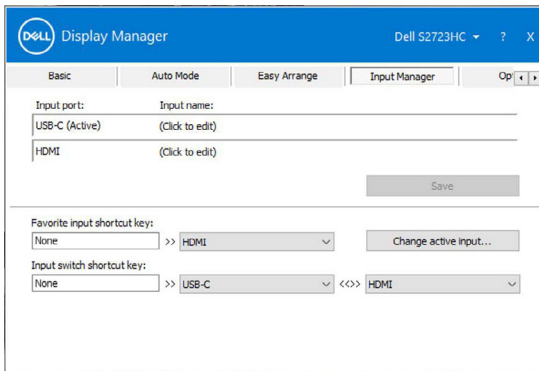 DELL Display Manager Dell S2723HC ? X
Basic Auto Mode Easy Arrange Input Manager Op
Input port: Input name:
USB-C (Active) (Click to edit)
HDMI (Click to edit)
Save
Favorite input shortcut key:
None >> HDMI Change active input...
Input switch shortcut key:
None >> USB-C <<>> HDMI